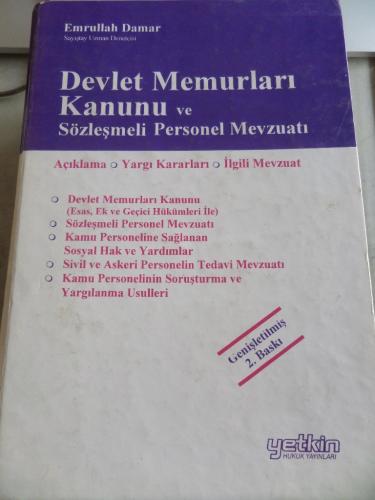 Emrullah Damar
Sayıştay Uzman Denetçisi
Devlet Memurları
Kanunu ve
Sözleşmeli Personel Mevzuatı
Açıklama Yargı Kararları İlgili Mevzuat
Devlet Memurları Kanunu
(Esas, Ek ve Geçici Hükümleri İle)
Sözleşmeli Personel Mevzuatı
Kamu Personeline Sağlanan
Sosyal Hak ve Yardımlar
Sivil ve Askeri Personelin Tedavi Mevzuatı
Kamu Personelinin Soruşturma ve
Yargılanma Usulleri
Genişletilmiş
2. Baskı
yetkin
HUKUK YAYINLARI